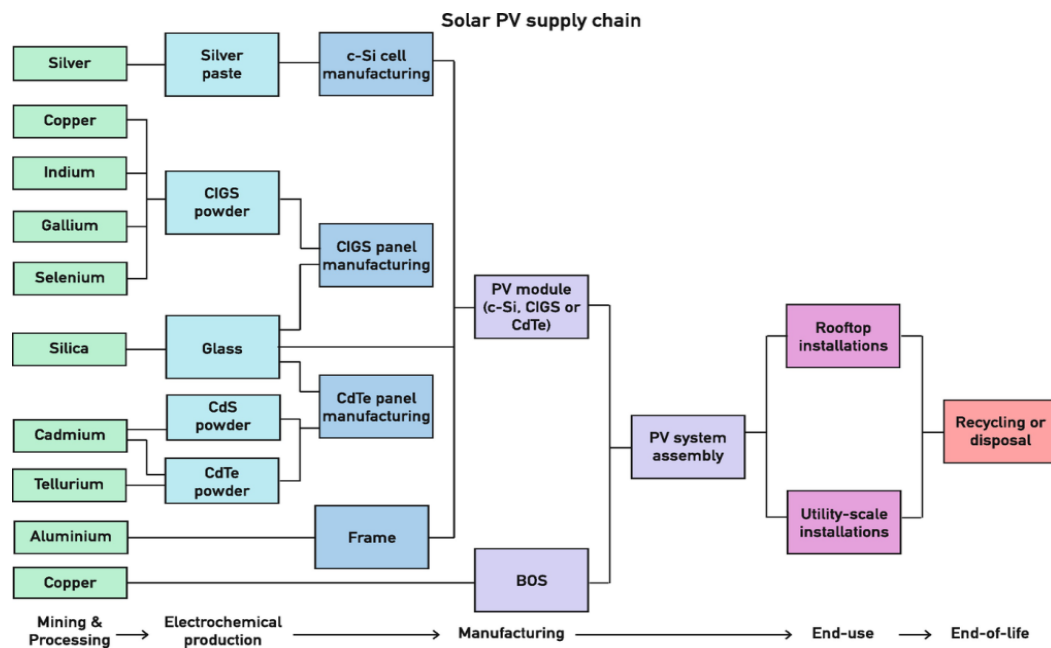 Solar PV supply chain
Silver
Silver
paste
c-Si cell
manufacturing
Copper
Indium
Gallium
Selenium
CIGS
powder
CIGS panel
manufacturing
Silica
Glass
CdTe panel
manufacturing
Cadmium
CdS
powder
Tellurium
CdTe
powder
Aluminium
Frame
Copper
BOS
PV module
(c-Si, CIGS or
CdTe)
PV system
assembly
Rooftop
installations
Utility-scale
installations
Recycling or
disposal
Mining &
Processing
Electrochemical
production
Manufacturing
End-use
End-of-life